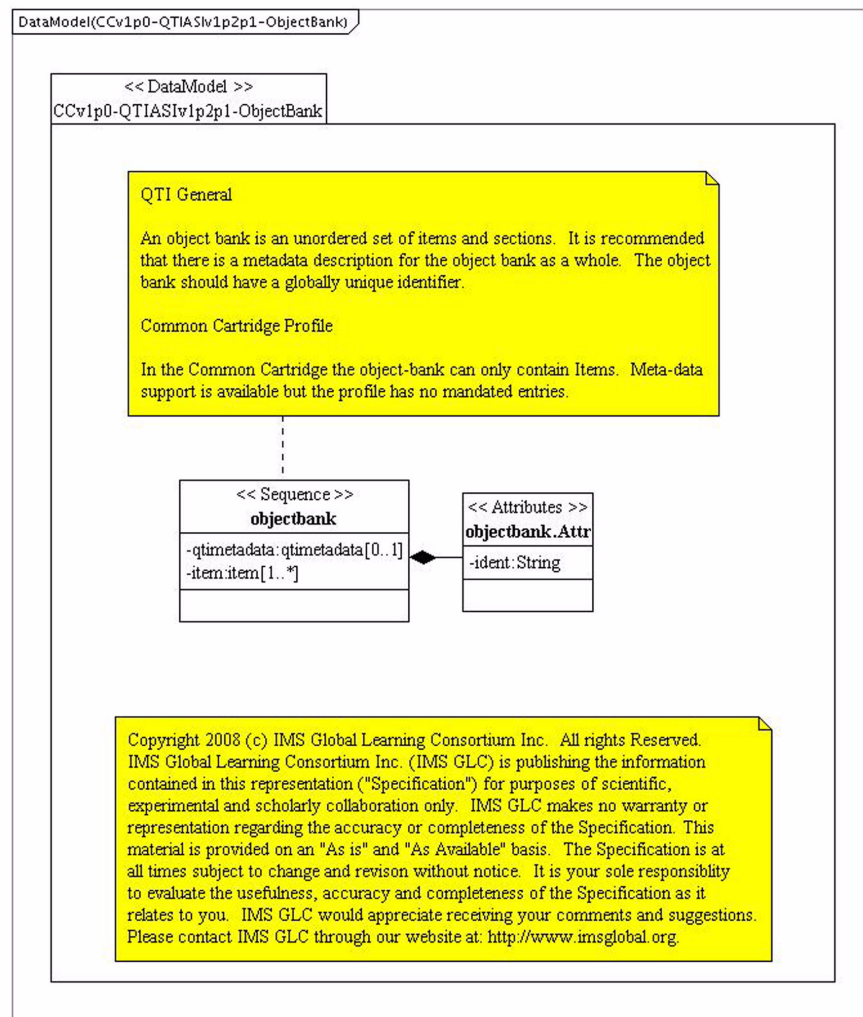 DataModel(CCv1p0-QTIASIv1p2p1-ObjectBank)
<< DataModel >>
CCv1p0-QTIASIv1p2p1-ObjectBank
QTI General
An object bank is an unordered set of items and sections. It is recommended
that there is a metadata description for the object bank as a whole. The object
bank should have a globally unique identifier.
Common Cartridge Profile
In the Common Cartridge the object-bank can only contain Items. Meta-data
support is available but the profile has no mandated entries.
<< Sequence >>
objectbank
-qtimetadata:qtimetadata[0..1]
-item:item[1..*]
<< Attributes >>
objectbank.Attr
-ident:String
Copyright 2008 (c) IMS Global Learning Consortium Inc. All rights Reserved.
IMS Global Learning Consortium Inc. (IMS GLC) is publishing the information
contained in this representation ("Specification") for purposes of scientific,
experimental and scholarly collaboration only. IMS GLC makes no warranty or
representation regarding the accuracy or completeness of the Specification. This
material is provided on an "As is" and "As Available" basis. The Specification is at
all times subject to change and revison without notice. It is your sole responsiblity
to evaluate the usefulness, accuracy and completeness of the Specification as it
relates to you. IMS GLC would appreciate receiving your comments and suggestions.
Please contact IMS GLC through our website at: http://www.imsglobal.org.